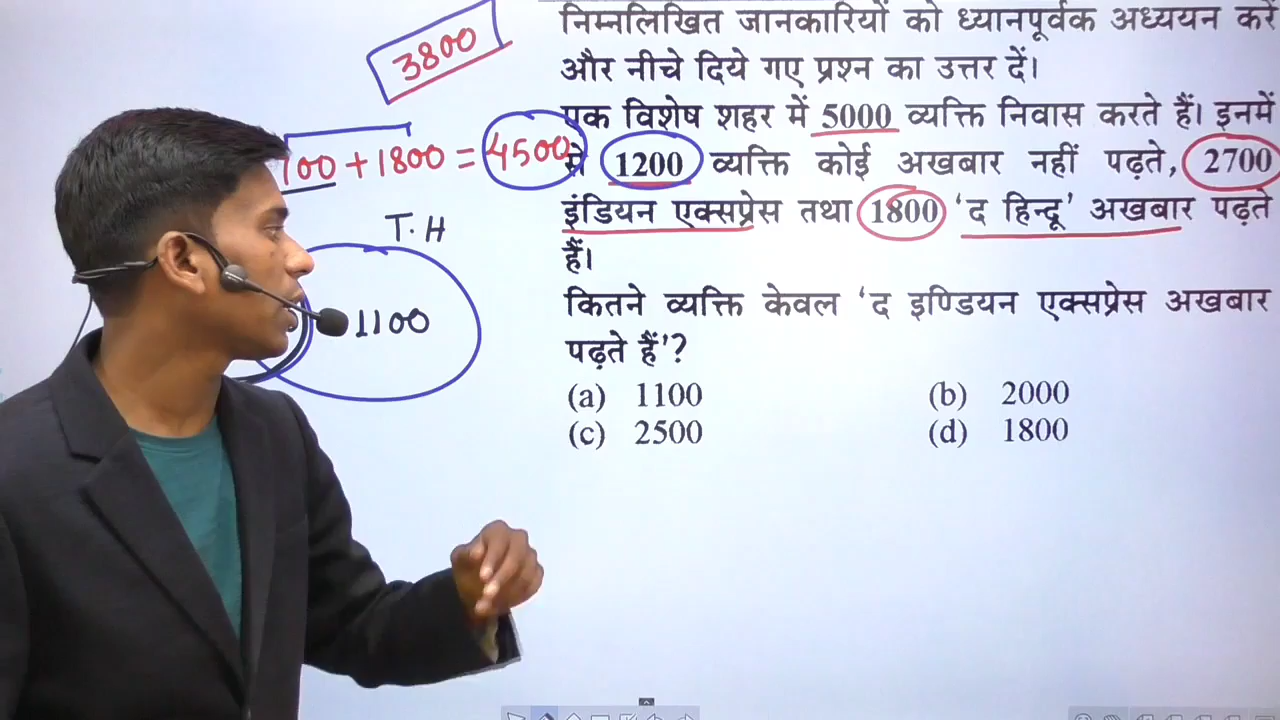 3800
निम्नलिखित जानकारियों को ध्यानपूर्वक अध्ययन करें
और नीचे दिये गए प्रश्न का उत्तर दें।
एक विशेष शहर में 5000 व्यक्ति निवास करते हैं। इनमें
से 1200 व्यक्ति कोई अखबार नहीं पढ़ते, 2700
इंडियन एक्सप्रेस तथा 1800 ‘द हिन्दू’ अखबार पढ़ते
हैं।
कितने व्यक्ति केवल ‘द इण्डियन एक्सप्रेस अखबार
पढ़ते हैं’?
(a) 1100 (b) 2000
(c) 2500 (d) 1800
+1800 = 4500
T.H
1100